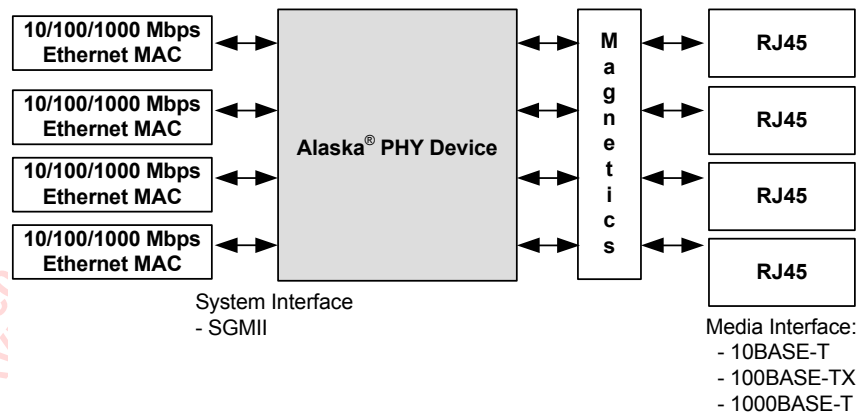 10/100/1000 Mbps
Ethernet MAC
10/100/1000 Mbps
Ethernet MAC
10/100/1000 Mbps
Ethernet MAC
10/100/1000 Mbps
Ethernet MAC
Alaska® PHY Device
Magnetics
RJ45
RJ45
RJ45
RJ45
System Interface
- SGMII
Media Interface:
- 10BASE-T
- 100BASE-TX
- 1000BASE-T